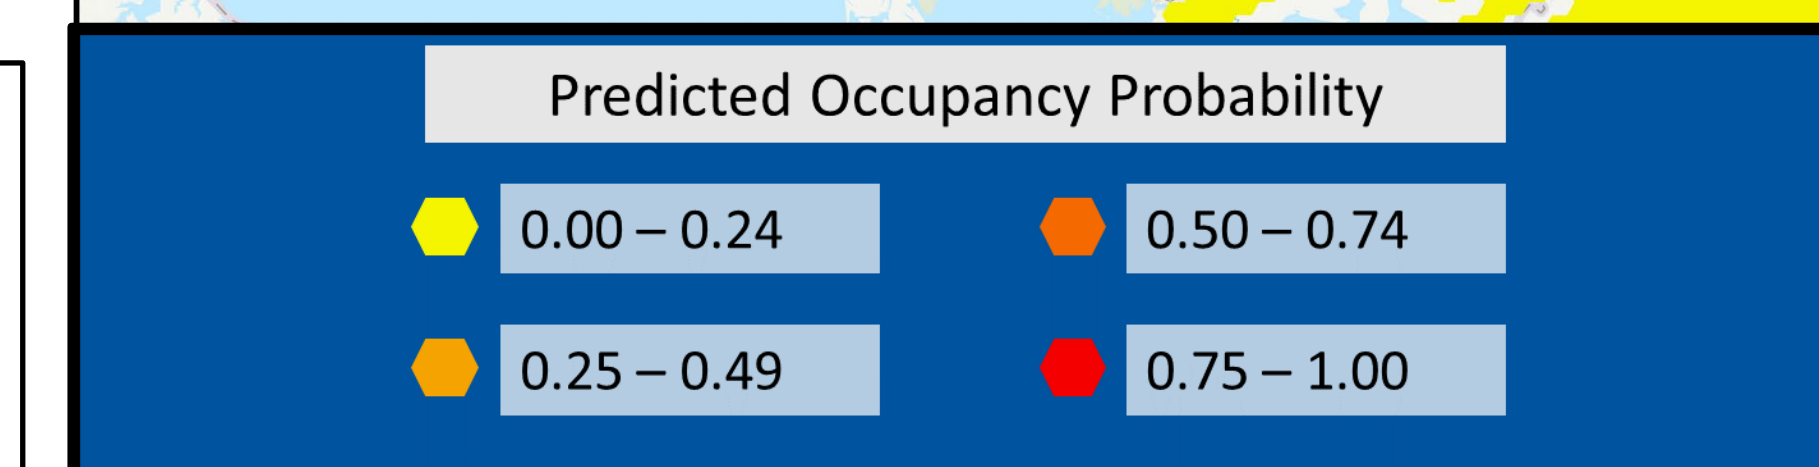 Predicted Occupancy Probability
0.00 – 0.24
0.50 – 0.74
0.25 – 0.49
0.75 – 1.00